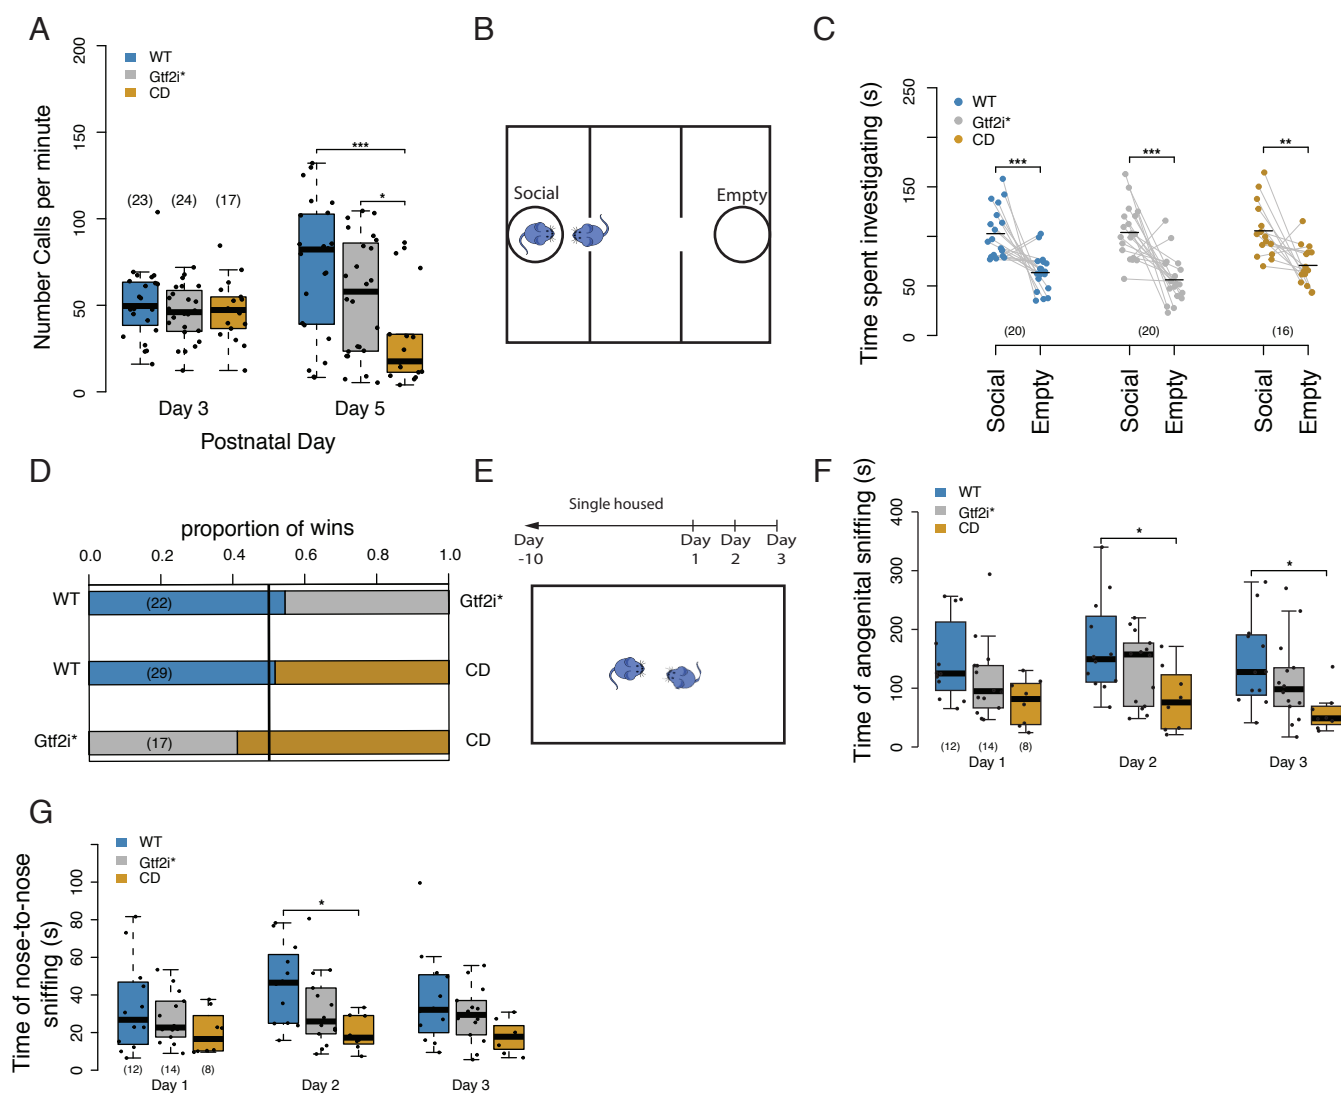 A
Number Calls per minute
200
150
100
50
0
WT
Gtf2i*
CD
(23) (24) (17)
***
*
Day 3
Day 5
Postnatal Day
B
Social
Empty
C
Time spent investigating (s)
250
150
50
0
WT
Gtf2i*
CD
***
***
**
(20)
(20)
(16)
Social
Empty
Social
Empty
Social
Empty
D
proportion of wins
0.0 0.2 0.4 0.6 0.8 1.0
WT (22) Gtf2i*
WT (29) CD
Gtf2i* (17) CD
E
Single housed
Day Day Day Day
-10 1 2 3
F
Time of anogenital sniffing (s)
400
300
200
100
0
WT
Gtf2i*
CD
*
*
(12) (14) (8)
Day 1
Day 2
Day 3
G
Time of nose-to-nose
sniffing (s)
100
80
60
40
20
0
WT
Gtf2i*
CD
*
(12) (14) (8)
Day 1
Day 2
Day 3